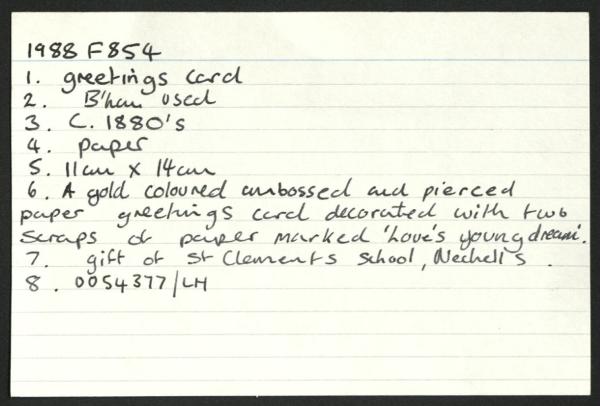 1988 F854
1. greetings card
2. B'ham used
3. C. 1880's
4. paper
5. 11cm x 14cm
6. A gold coloured embossed and pierced
paper greetings card decorated with two
scraps of paper marked 'Love's young dream'.
7. gift of St Clements School, Nechells.
8. 0054377/LH